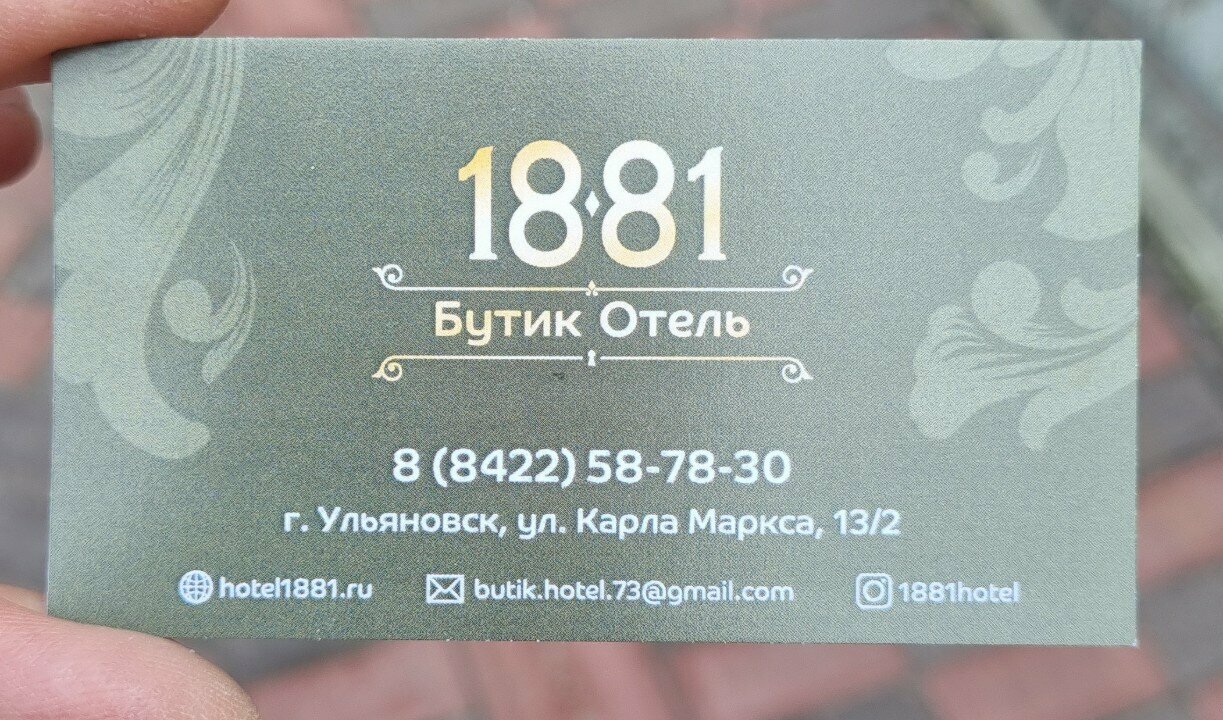 18·81
Бутик Отель
8 (8422) 58-78-30
г. Ульяновск, ул. Карла Маркса, 13/2
hotel1881.ru butik.hotel.73@gmail.com 1881hotel